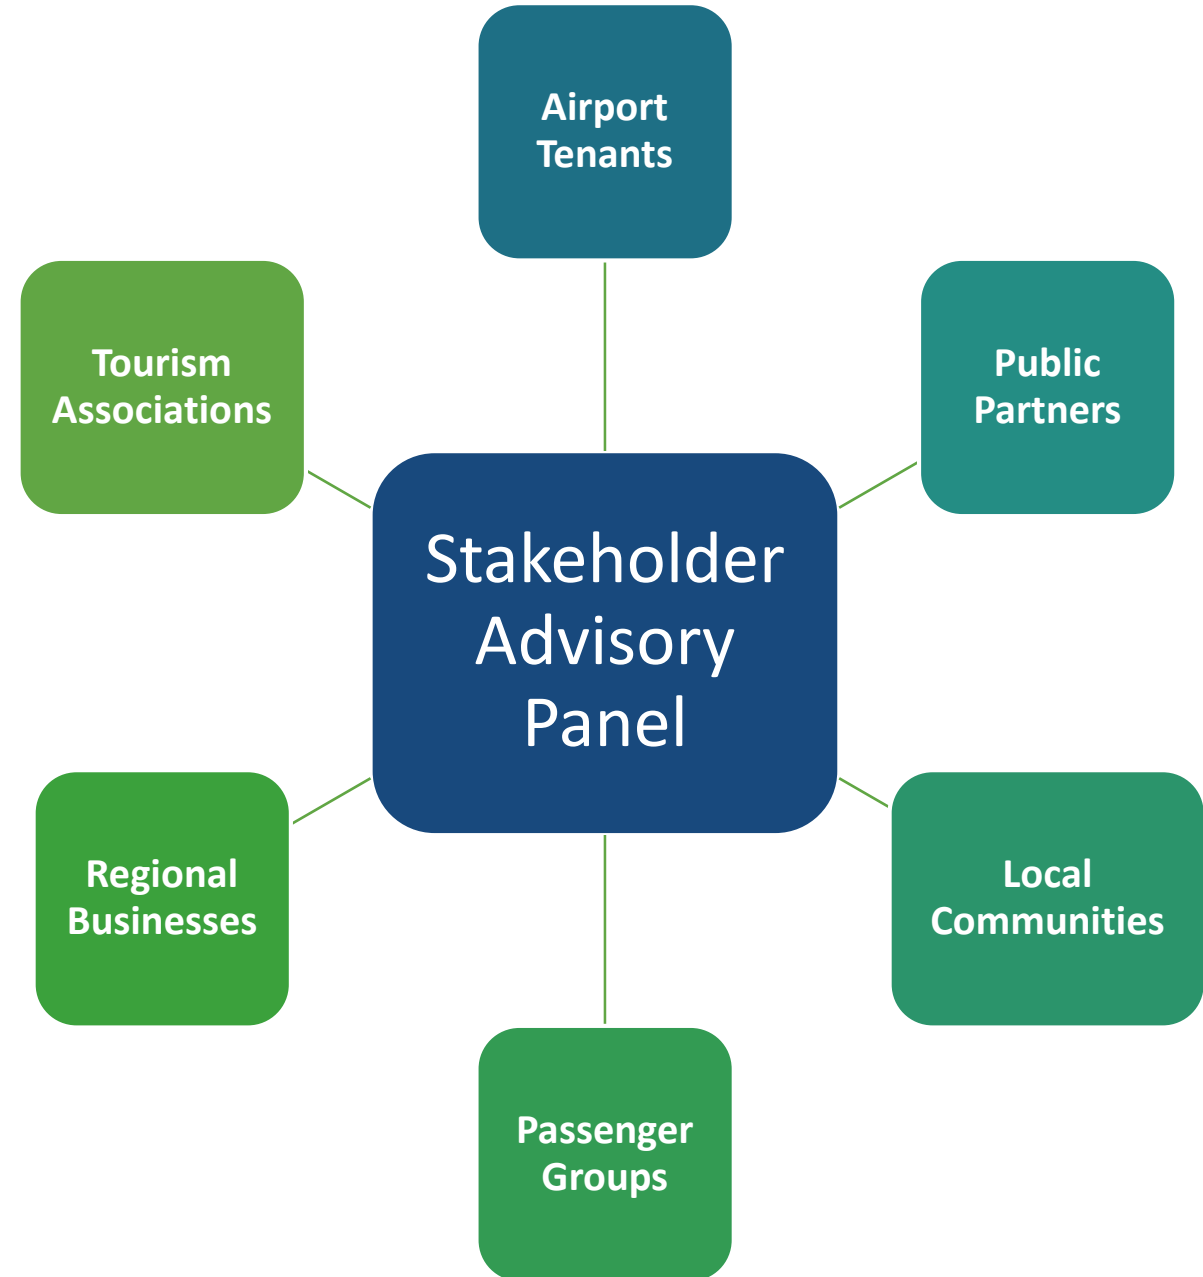 Airport
Tenants
Tourism
Associations
Public
Partners
Stakeholder
Advisory
Panel
Regional
Businesses
Local
Communities
Passenger
Groups